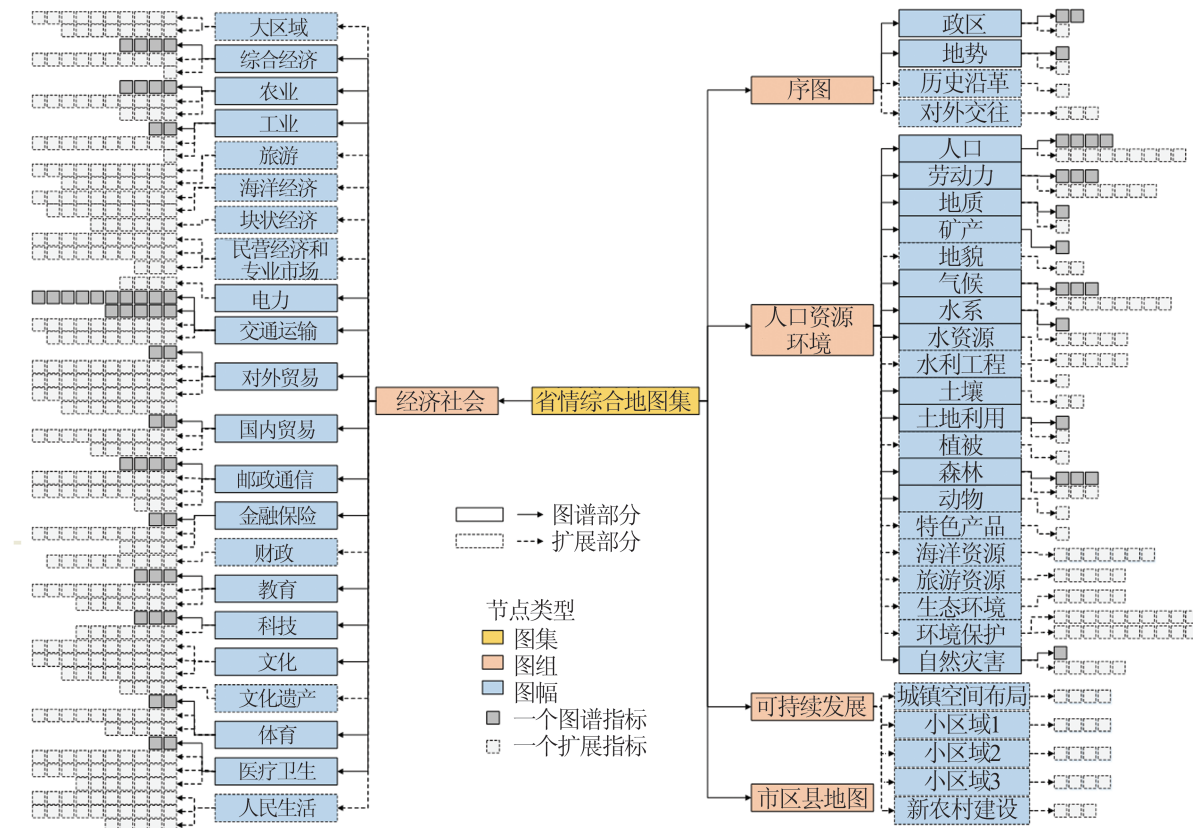 大区域
综合经济
农业
工业
旅游
海洋经济
块状经济
民营经济和
专业市场
电力
交通运输
对外贸易
国内贸易
邮政通信
金融保险
财政
教育
科技
文化
文化遗产
体育
医疗卫生
人民生活
经济社会
省情综合地图集
图谱部分
扩展部分
节点类型
图集
图组
图幅
一个图谱指标
一个扩展指标
序图
人口资源
环境
可持续发展
市区县地图
政区
地势
历史沿革
对外交往
人口
劳动力
地质
矿产
地貌
气候
水系
水资源
水利工程
土壤
土地利用
植被
森林
动物
特色产品
海洋资源
旅游资源
生态环境
环境保护
自然灾害
城镇空间布局
小区域1
小区域2
小区域3
新农村建设